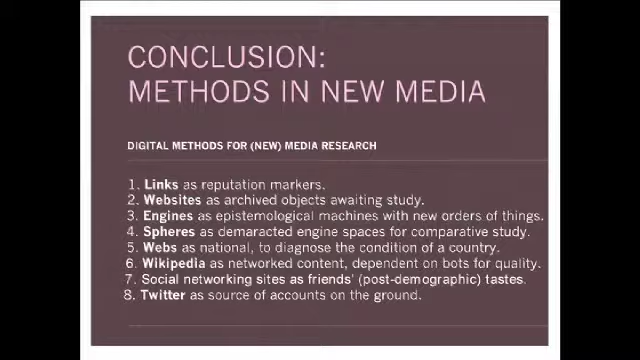 CONCLUSION:
METHODS IN NEW MEDIA
DIGITAL METHODS FOR (NEW) MEDIA RESEARCH
1. Links as reputation markers.
2. Websites as archived objects awaiting study.
3. Engines as epistemological machines with new orders of things.
4. Spheres as demaracted engine spaces for comparative study.
5. Webs as national, to diagnose the condition of a country.
6. Wikipedia as networked content, dependent on bots for quality.
7. Social networking sites as friends' (post-demographic) tastes.
8. Twitter as source of accounts on the ground.